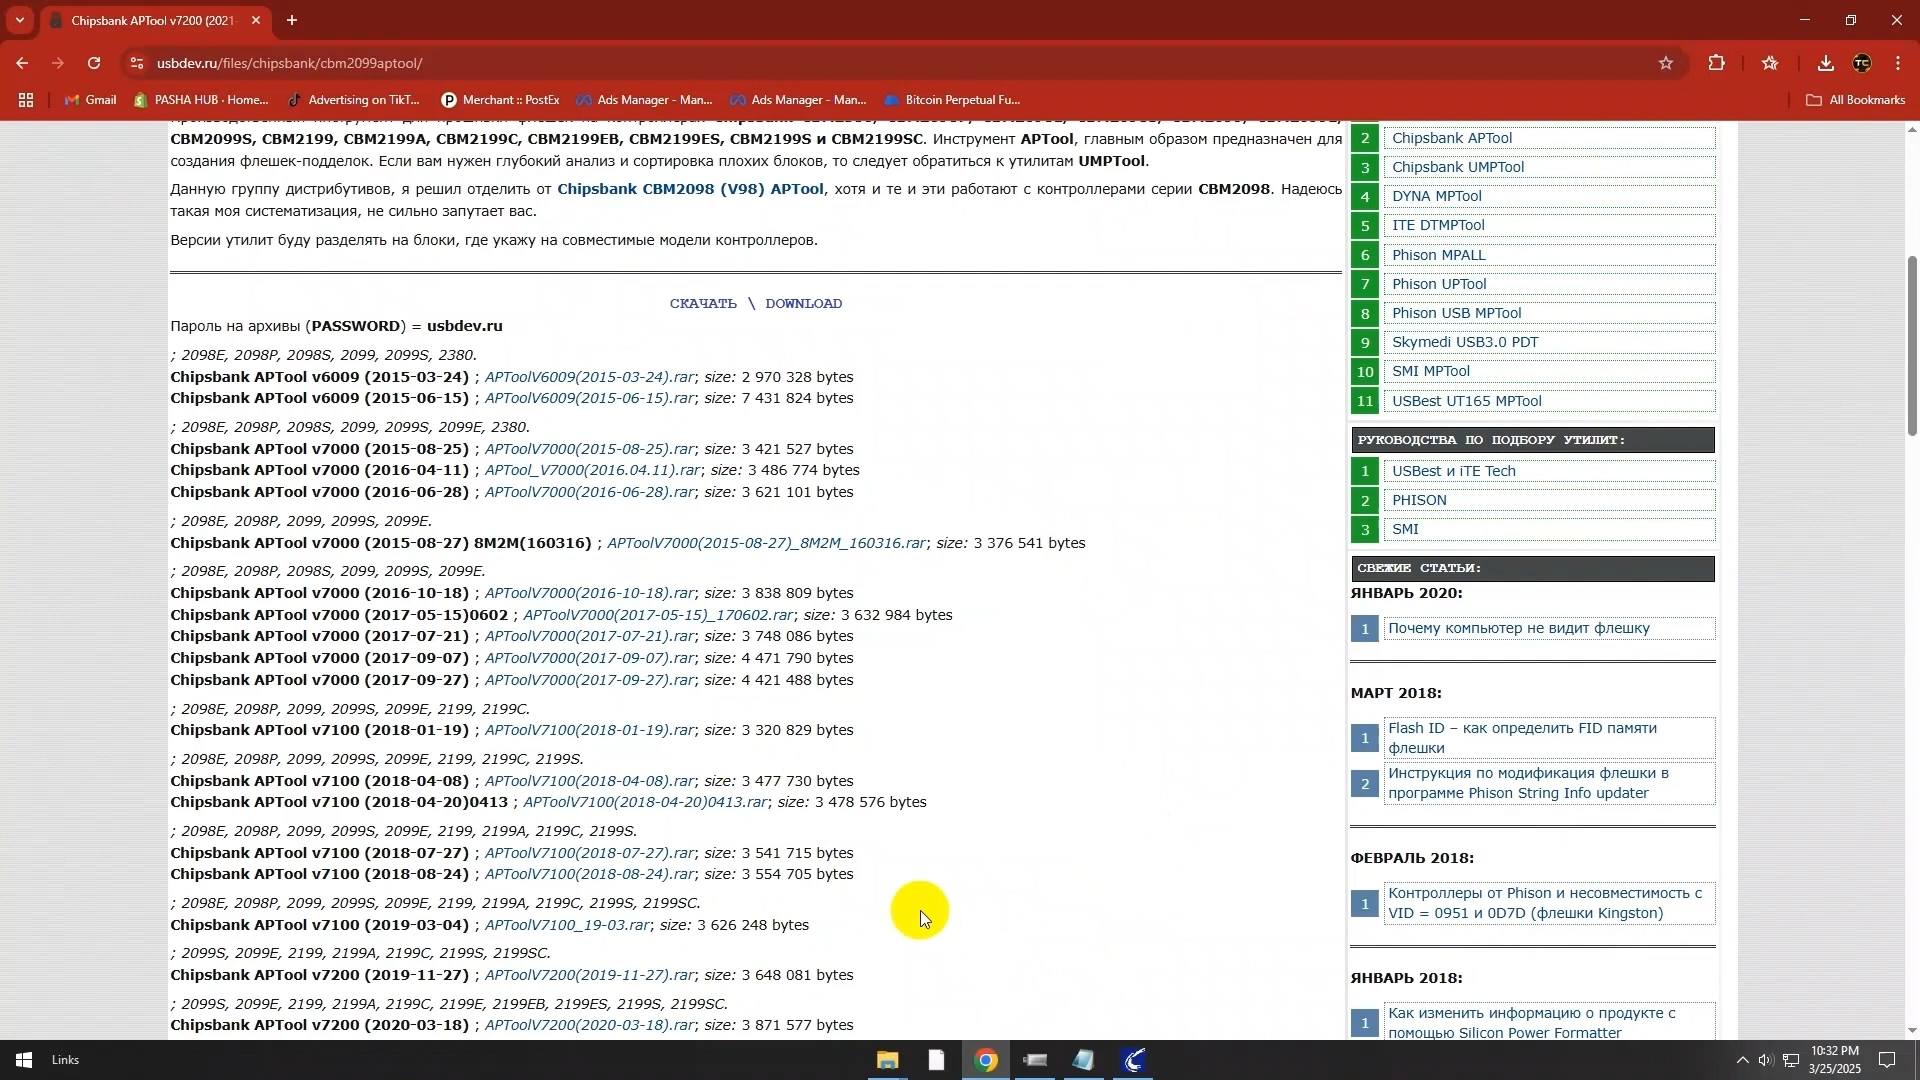 Chipsbank APTool v7200 (2021-
usbdev.ru/files/chipsbank/cbm2099aptool/
Gmail
PASHA HUB · Home...
Advertising on TikT...
Merchant :: PostEx
Ads Manager - Man...
Ads Manager - Man...
Bitcoin Perpetual Fu...
All Bookmarks
CBM2099S, CBM2199, CBM2199A, CBM2199C, CBM2199EB, CBM2199ES, CBM2199S и CBM2199SC. Инструмент APTool, главным образом предназначен для
создания флешек-подделок. Если вам нужен глубокий анализ и сортировка плохих блоков, то следует обратиться к утилитам UMPTool.
Данную группу дистрибутивов, я решил отделить от Chipsbank CBM2098 (V98) APTool, хотя и те и эти работают с контроллерами серии CBM2098. Надеюсь
такая моя систематизация, не сильно запутает вас.
Версии утилит буду разделять на блоки, где укажу на совместимые модели контроллеров.
СКАЧАТЬ \ DOWNLOAD
Пароль на архивы (PASSWORD) = usbdev.ru
; 2098E, 2098P, 2098S, 2099, 2099S, 2380.
Chipsbank APTool v6009 (2015-03-24) ; APToolV6009(2015-03-24).rar; size: 2 970 328 bytes
Chipsbank APTool v6009 (2015-06-15) ; APToolV6009(2015-06-15).rar; size: 7 431 824 bytes
; 2098E, 2098P, 2098S, 2099, 2099S, 2099E, 2380.
Chipsbank APTool v7000 (2015-08-25) ; APToolV7000(2015-08-25).rar; size: 3 421 527 bytes
Chipsbank APTool v7000 (2016-04-11) ; APTool_V7000(2016.04.11).rar; size: 3 486 774 bytes
Chipsbank APTool v7000 (2016-06-28) ; APToolV7000(2016-06-28).rar; size: 3 621 101 bytes
; 2098E, 2098P, 2099, 2099S, 2099E.
Chipsbank APTool v7000 (2015-08-27) 8M2M(160316) ; APToolV7000(2015-08-27)_8M2M_160316.rar; size: 3 376 541 bytes
; 2098E, 2098P, 2098S, 2099, 2099S, 2099E.
Chipsbank APTool v7000 (2016-10-18) ; APToolV7000(2016-10-18).rar; size: 3 838 809 bytes
Chipsbank APTool v7000 (2017-05-15)0602 ; APToolV7000(2017-05-15)_170602.rar; size: 3 632 984 bytes
Chipsbank APTool v7000 (2017-07-21) ; APToolV7000(2017-07-21).rar; size: 3 748 086 bytes
Chipsbank APTool v7000 (2017-09-07) ; APToolV7000(2017-09-07).rar; size: 4 471 790 bytes
Chipsbank APTool v7000 (2017-09-27) ; APToolV7000(2017-09-27).rar; size: 4 421 488 bytes
; 2098E, 2098P, 2099, 2099S, 2099E, 2199, 2199C.
Chipsbank APTool v7100 (2018-01-19) ; APToolV7100(2018-01-19).rar; size: 3 320 829 bytes
; 2098E, 2098P, 2099, 2099S, 2099E, 2199, 2199C, 2199S.
Chipsbank APTool v7100 (2018-04-08) ; APToolV7100(2018-04-08).rar; size: 3 477 730 bytes
Chipsbank APTool v7100 (2018-04-20)0413 ; APToolV7100(2018-04-20)0413.rar; size: 3 478 576 bytes
; 2098E, 2098P, 2099, 2099S, 2099E, 2199, 2199A, 2199C, 2199S.
Chipsbank APTool v7100 (2018-07-27) ; APToolV7100(2018-07-27).rar; size: 3 541 715 bytes
Chipsbank APTool v7100 (2018-08-24) ; APToolV7100(2018-08-24).rar; size: 3 554 705 bytes
; 2098E, 2098P, 2099, 2099S, 2099E, 2199, 2199A, 2199C, 2199S, 2199SC.
Chipsbank APTool v7100 (2019-03-04) ; APToolV7100_19-03.rar; size: 3 626 248 bytes
; 2099S, 2099E, 2199, 2199A, 2199C, 2199S, 2199SC.
Chipsbank APTool v7200 (2019-11-27) ; APToolV7200(2019-11-27).rar; size: 3 648 081 bytes
; 2099S, 2099E, 2199, 2199A, 2199C, 2199E, 2199EB, 2199ES, 2199S, 2199SC.
Chipsbank APTool v7200 (2020-03-18) ; APToolV7200(2020-03-18).rar; size: 3 871 577 bytes
2 Chipsbank APTool
3 Chipsbank UMPTool
4 DYNA MPTool
5 ITE DTMPTool
6 Phison MPALL
7 Phison UPTool
8 Phison USB MPTool
9 Skymedi USB3.0 PDT
10 SMI MPTool
11 USBest UT165 MPTool
РУКОВОДСТВА ПО ПОДБОРУ УТИЛИТ:
1 USBest и iTE Tech
2 PHISON
3 SMI
СВЕЖИЕ СТАТЬИ:
ЯНВАРЬ 2020:
1 Почему компьютер не видит флешку
МАРТ 2018:
1 Flash ID – как определить FID памяти
флешки
2 Инструкция по модификация флешки в
программе Phison String Info updater
ФЕВРАЛЬ 2018:
1 Контроллеры от Phison и несовместимость с
VID = 0951 и 0D7D (флешки Kingston)
ЯНВАРЬ 2018:
1 Как изменить информацию о продукте с
помощью Silicon Power Formatter
Links
10:32 PM
3/25/2025
TC